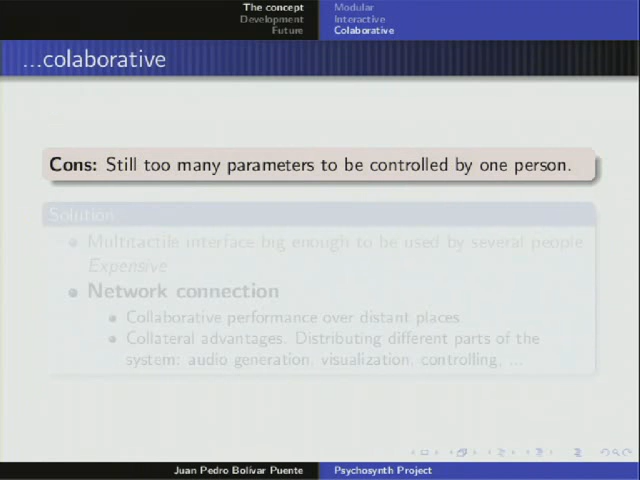 The concept
Development
Future
Modular
Interactive
Colaborative
...colaborative
Cons: Still too many parameters to be controlled by one person.
Solution
Multitactile interface big enough to be used by several people
Expensive
Network connection
Collaborative performance over distant places
Collateral advantages. Distributing different parts of the
system: audio generation, visualization, controlling, ...
Juan Pedro Bolívar Puente
Psychosynth Project